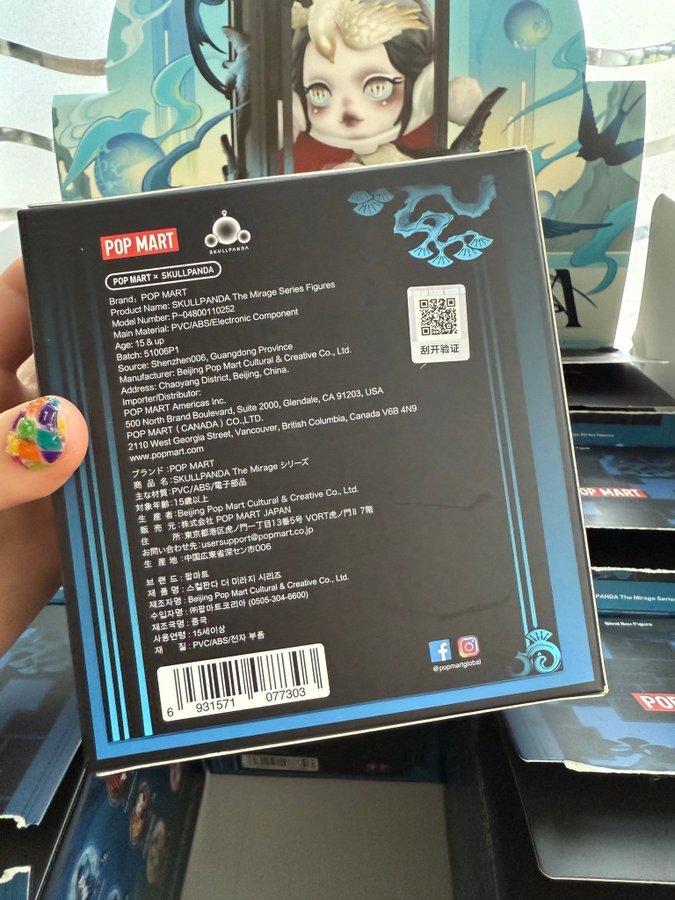 POP MART
SKULLPANDA
POP MART × SKULLPANDA
Brand: POP MART
Product Name: SKULLPANDA The Mirage Series Figures
Model Number: P-04800110252
Main Material: PVC/ABS/Electronic Component
Age: 15 & up
Batch: 51006P1
Source: Shenzhen006, Guangdong Province
Manufacturer: Beijing Pop Mart Cultural & Creative Co., Ltd.
Address: Chaoyang District, Beijing, China.
Importer/Distributor:
POP MART Americas Inc.
500 North Brand Boulevard, Suite 2000, Glendale, CA 91203, USA
POP MART (CANADA) CO.,LTD.
2110 West Georgia Street, Vancouver, British Columbia, Canada V6B 4N9
www.popmart.com
刮开验证
ブランド:POP MART
商 品 名:SKULLPANDA The Mirage シリーズ
主な材質:PVC/ABS/電子部品
対象年齢:15歳以上
生 産 者:Beijing Pop Mart Cultural & Creative Co., Ltd.
販 売 元:株式会社 POP MART JAPAN
住 所:東京都港区虎ノ門一丁目13番5号 VORT虎ノ門II 7階
お問い合わせ先:usersupport@popmart.co.jp
生 産 地:中国広東省深セン市006
브 랜 드:팝마트
제 품 명:스컬판다 더 미라지 시리즈
제조자명:Beijing Pop Mart Cultural & Creative Co., Ltd.
수입자명:㈜팝마트코리아 (0505-304-6600)
제조국명:중국
사용연령:15세이상
재 질:PVC/ABS/전자 부품
6 931571 077303
@popmartglobal
POP MART
PANDA The Mirage Series
Blind Box Figure
POP